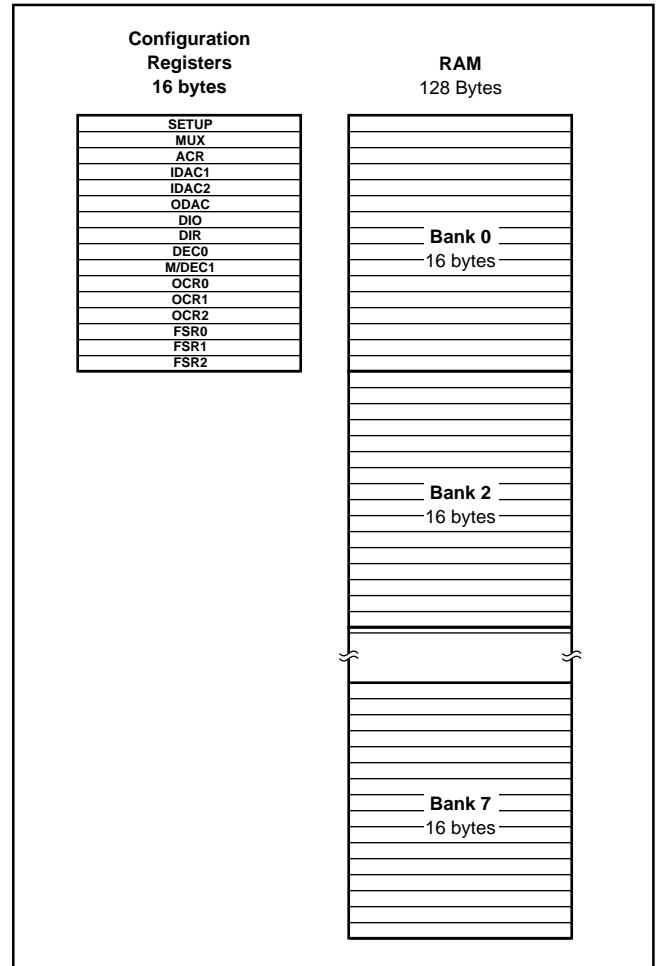 Configuration
Registers
16 bytes
SETUP
MUX
ACR
IDAC1
IDAC2
ODAC
DIO
DIR
DEC0
M/DEC1
OCR0
OCR1
OCR2
FSR0
FSR1
FSR2
RAM
128 Bytes
Bank 0
16 bytes
Bank 2
16 bytes
Bank 7
16 bytes